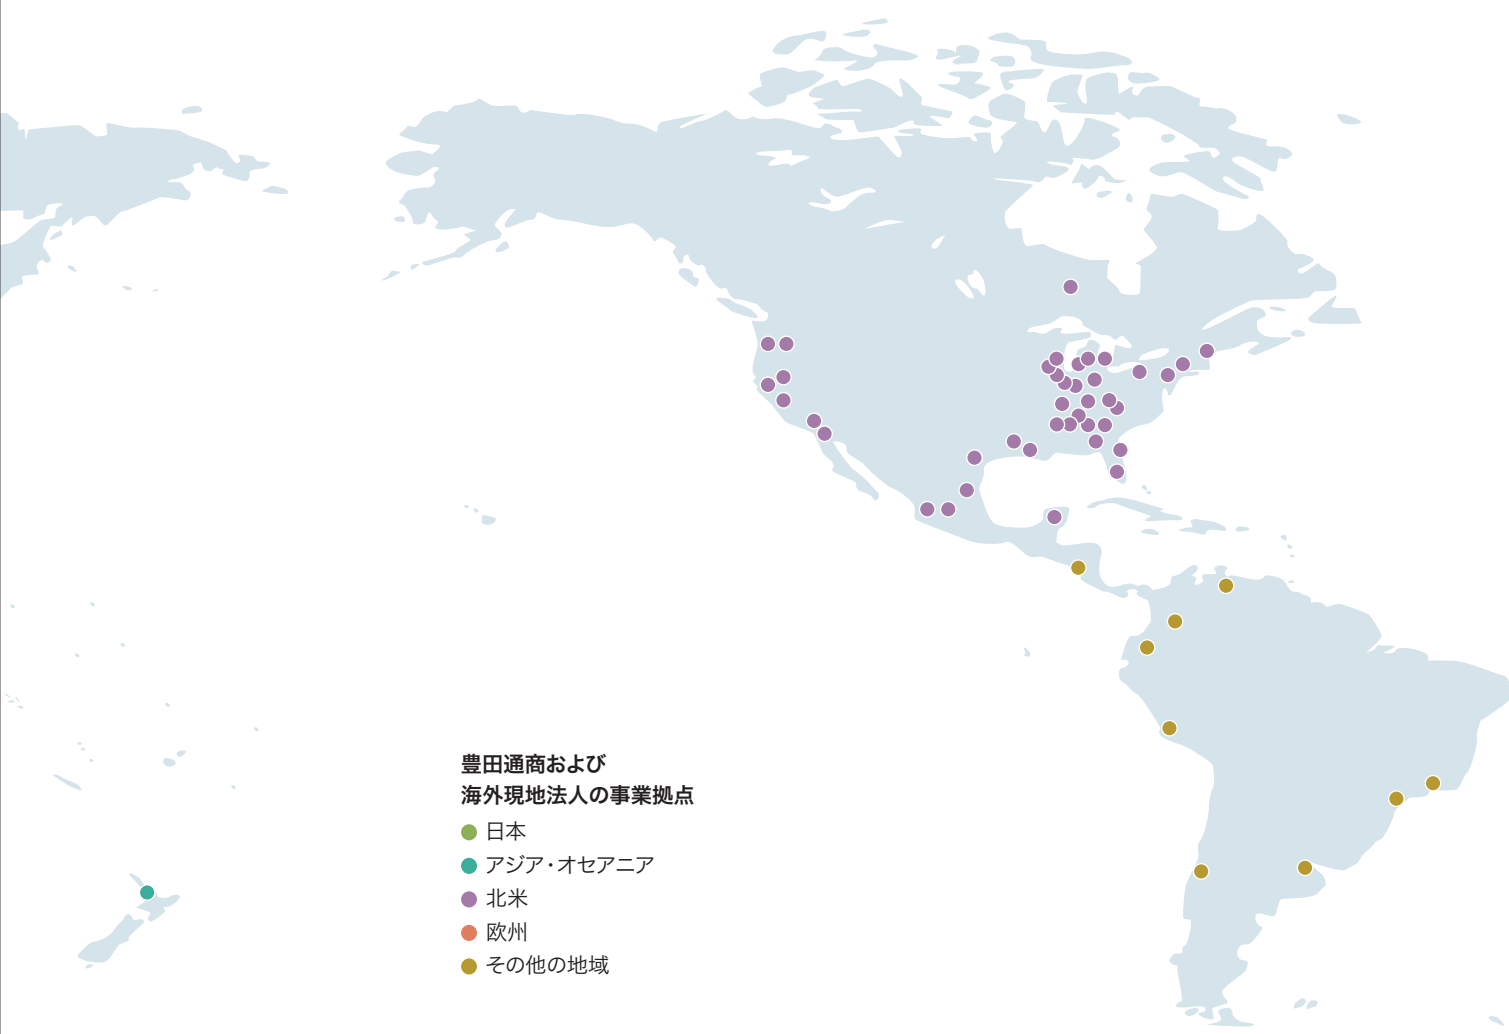 豊田通商および
海外現地法人の事業拠点
日本
アジア・オセアニア
北米
欧州
その他の地域